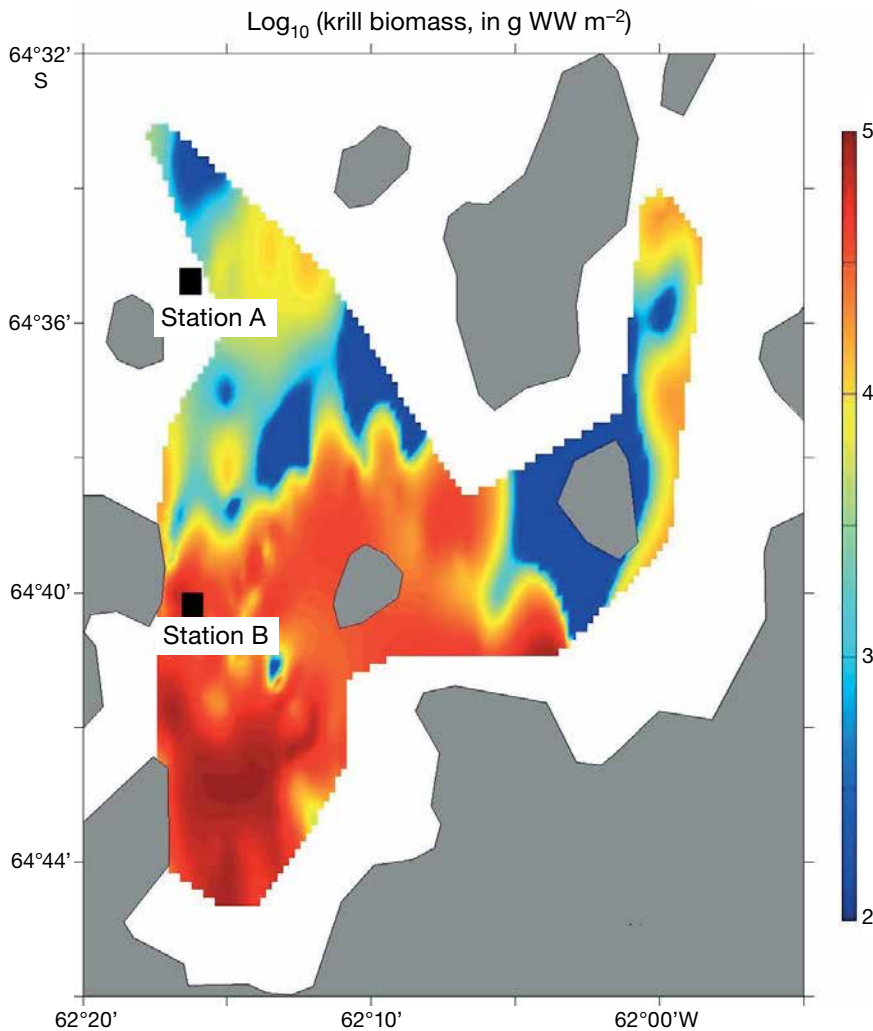 Log₁₀ (krill biomass, in g WW m⁻²)
64°32’
S
5
Station A
64°36’
4
64°40’
Station B
3
64°44’
2
62°20’ 62°10’ 62°00’W